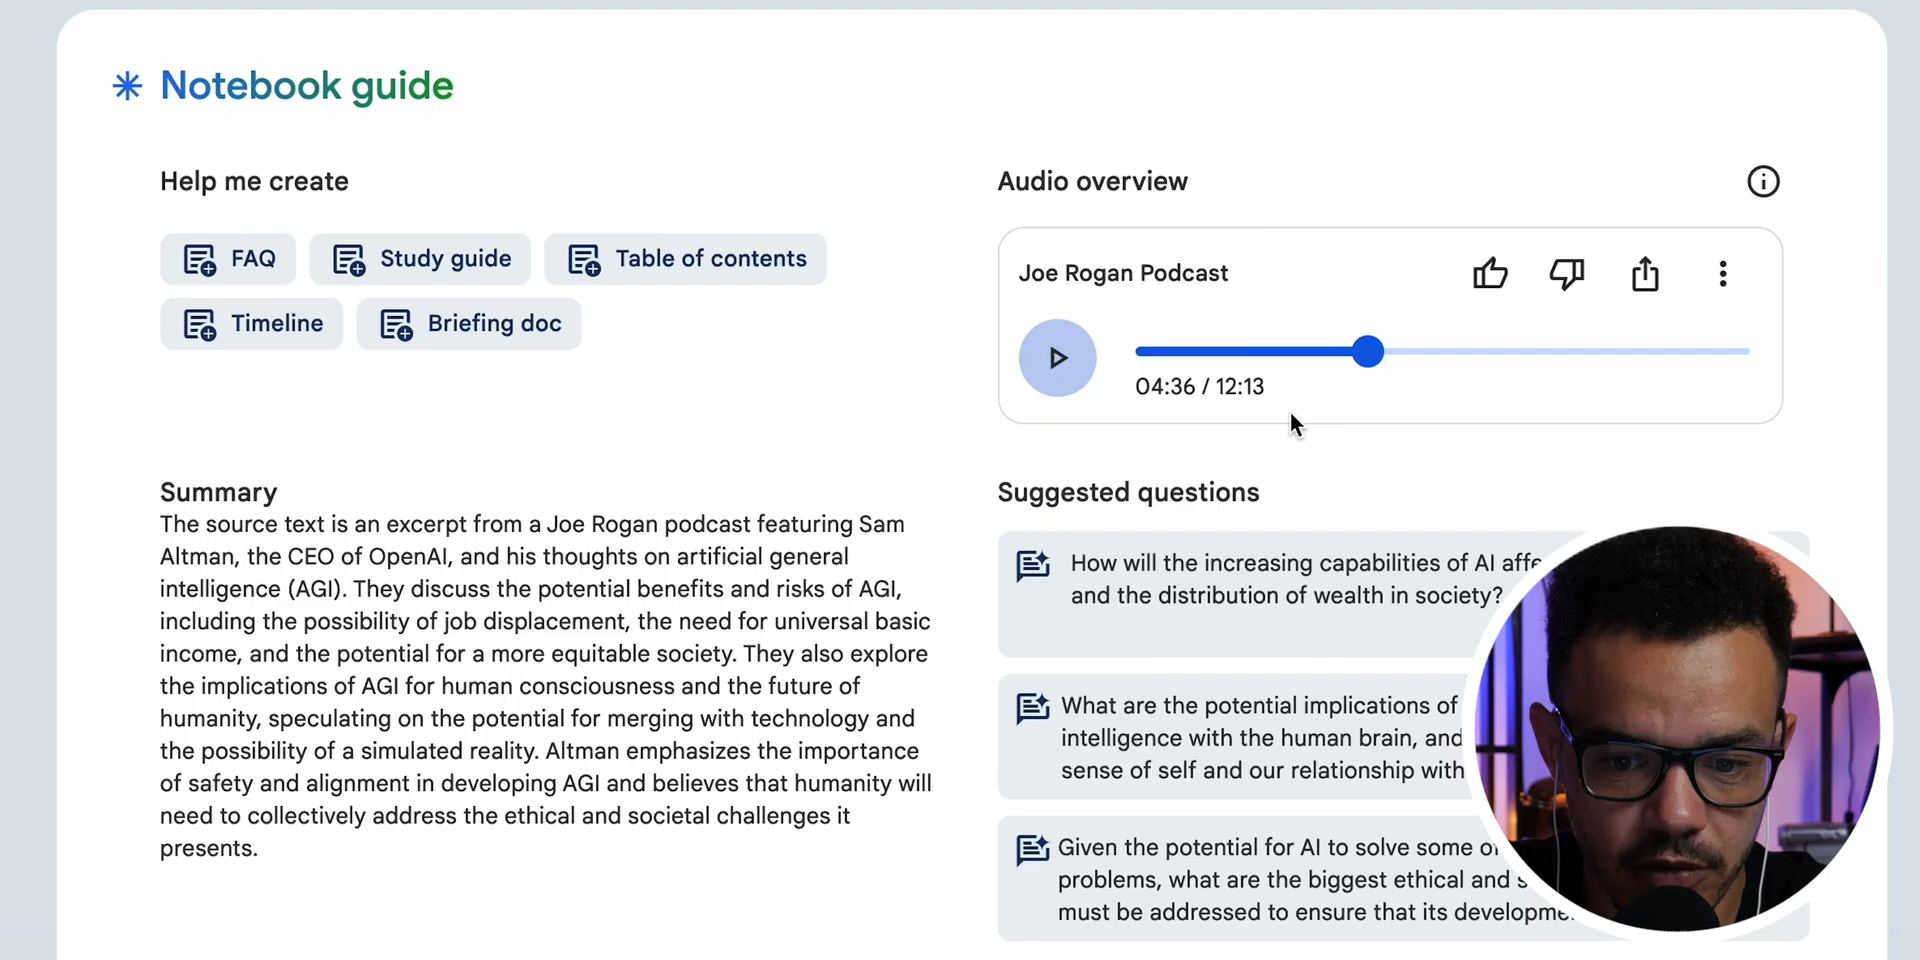 Notebook guide
Help me create
FAQ
Study guide
Table of contents
Timeline
Briefing doc
Audio overview
Joe Rogan Podcast
04:36 / 12:13
Summary
The source text is an excerpt from a Joe Rogan podcast featuring Sam
Altman, the CEO of OpenAI, and his thoughts on artificial general
intelligence (AGI). They discuss the potential benefits and risks of AGI,
including the possibility of job displacement, the need for universal basic
income, and the potential for a more equitable society. They also explore
the implications of AGI for human consciousness and the future of
humanity, speculating on the potential for merging with technology and
the possibility of a simulated reality. Altman emphasizes the importance
of safety and alignment in developing AGI and believes that humanity will
need to collectively address the ethical and societal challenges it
presents.
Suggested questions
How will the increasing capabilities of AI
and the distribution of wealth in society?
What are the potential implications of
intelligence with the human brain, and
sense of self and our relationship with
Given the potential for AI to solve some
problems, what are the biggest ethical and
must be addressed to ensure that its